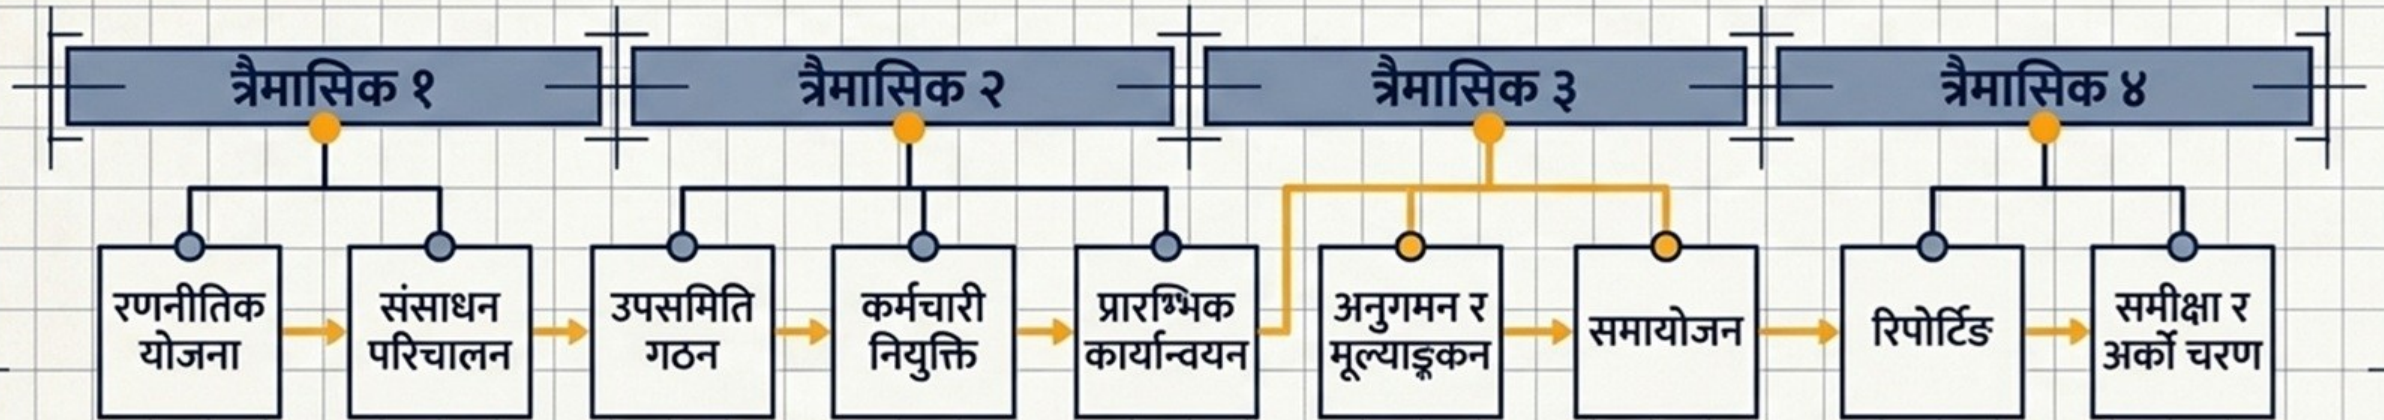 त्रैमासिक १
त्रैमासिक २
त्रैमासिक ३
त्रैमासिक ४
रणनीतिक
योजना
संसाधन
परिचालन
उपसमिति
गठन
कर्मचारी
नियुक्ति
प्रारम्भिक
कार्यान्वयन
अनुगमन र
मूल्याङ्कन
समायोजन
रिपोर्टिङ
समीक्षा र
अर्को चरण